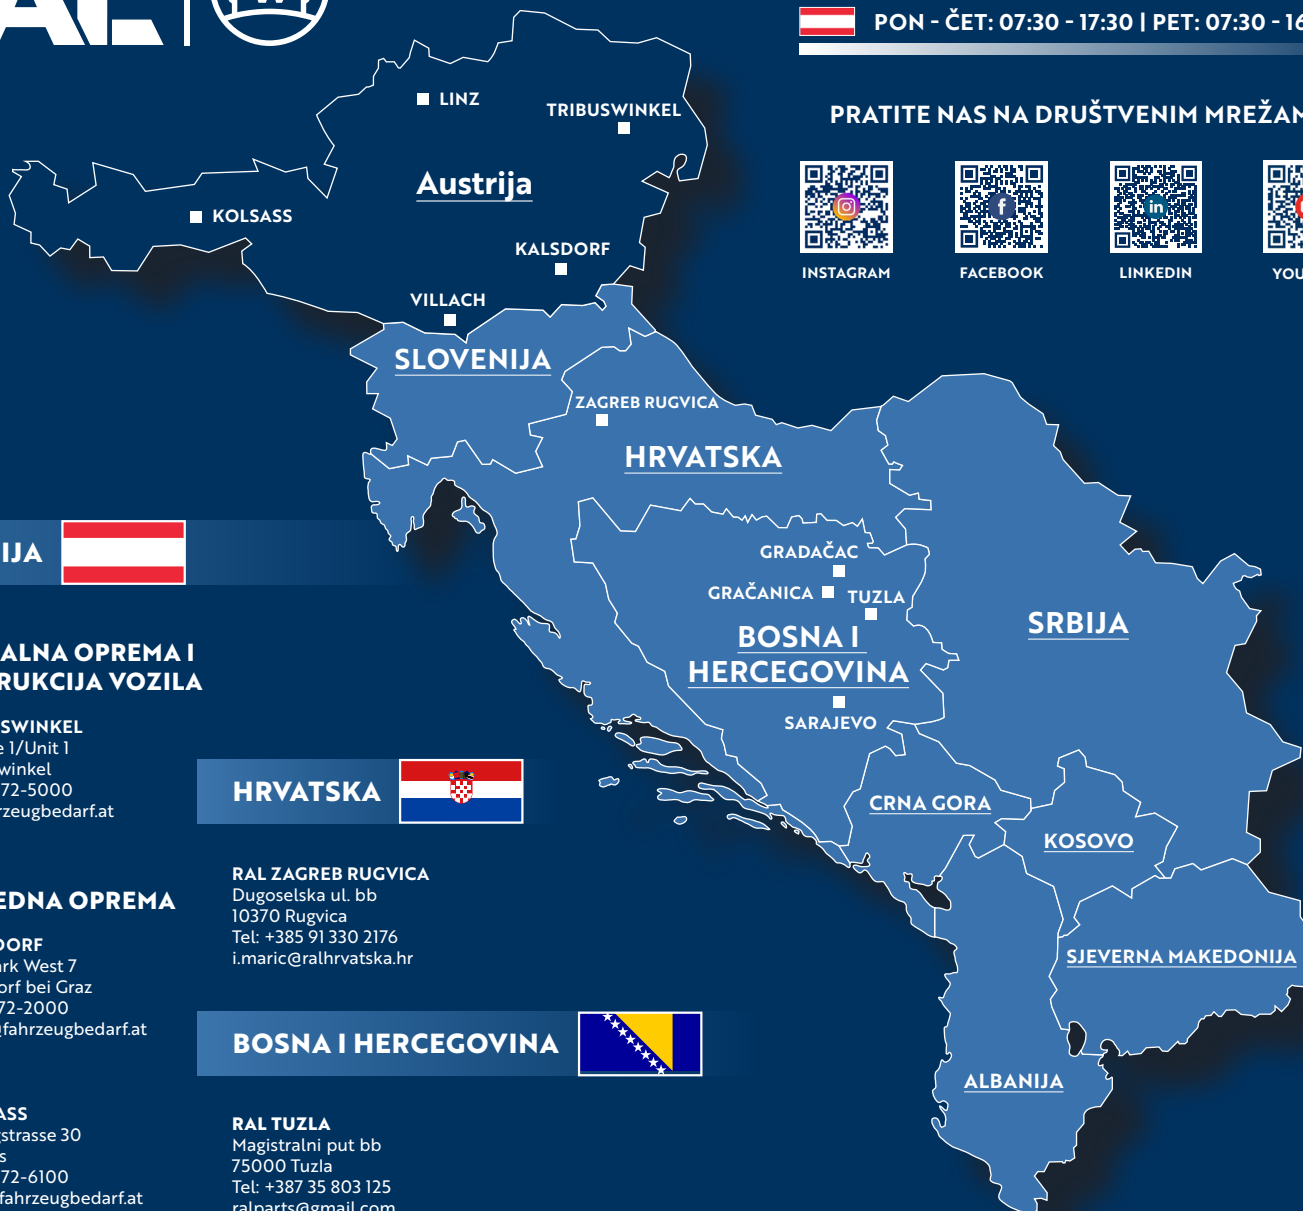 PON - ČET: 07:30 - 17:30 | PET: 07:30 - 16
PRATITE NAS NA DRUŠTVENIM MREŽAM
INSTAGRAM
FACEBOOK
LINKEDIN
YOU
LINZ
TRIBUSWINKEL
Austrija
KOLSASS
KALSDORF
VILLACH
SLOVENIJA
ZAGREB RUGVICA
HRVATSKA
GRADAČAC
GRAČANICA
TUZLA
BOSNA I
HERCEGOVINA
SARAJEVO
SRBIJA
CRNA GORA
KOSOVO
SJEVERNA MAKEDONIJA
ALBANIJA
IJA
ALNA OPREMA I
RUKCIJA VOZILA
SWINKEL
e 1/Unit 1
winkel
72-5000
rzeugbedarf.at
EDNA OPREMA
DORF
ark West 7
orf bei Graz
72-2000
@fahrzeugbedarf.at
ASS
gstrasse 30
s
72-6100
fahrzeugbedarf.at
HRVATSKA
RAL ZAGREB RUGVICA
Dugoselska ul. bb
10370 Rugvica
Tel: +385 91 330 2176
i.maric@ralhrvatska.hr
BOSNA I HERCEGOVINA
RAL TUZLA
Magistralni put bb
75000 Tuzla
Tel: +387 35 803 125
ralparts@gmail.com